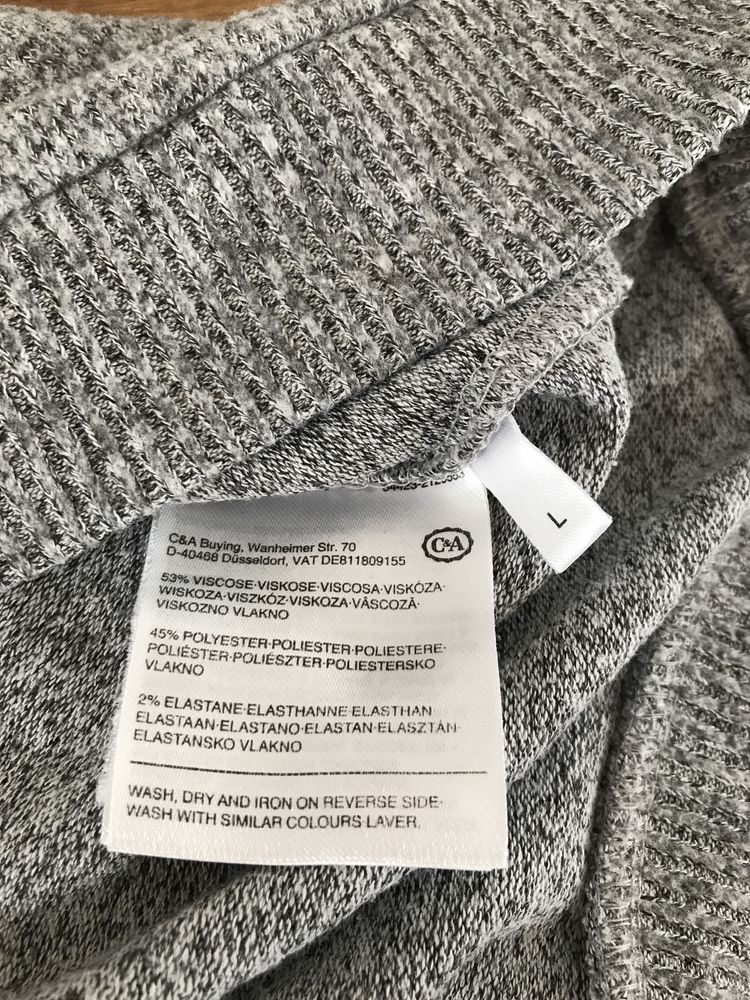 C&A Buying, Wanheimer Str. 70
D-40468 Düsseldorf, VAT DE811809155
C&A
L
53% VISCOSE·VISKOSE·VISCOSA·VISKÓZA·
WISKOZA·VISZKÓZ·VISKOZA·VÂSCOZĂ·
VISKOZNO VLAKNO
45% POLYESTER·POLIESTER·POLIESTERE·
POLIÉSTER·POLIÉSZTER·POLIESTERSKO
VLAKNO
2% ELASTANE·ELASTHANNE·ELASTHAN·
ELASTAAN·ELASTANO·ELASTAN·ELASZTÁN·
ELASTANSKO VLAKNO
WASH, DRY AND IRON ON REVERSE SIDE·
WASH WITH SIMILAR COLOURS LAVER,